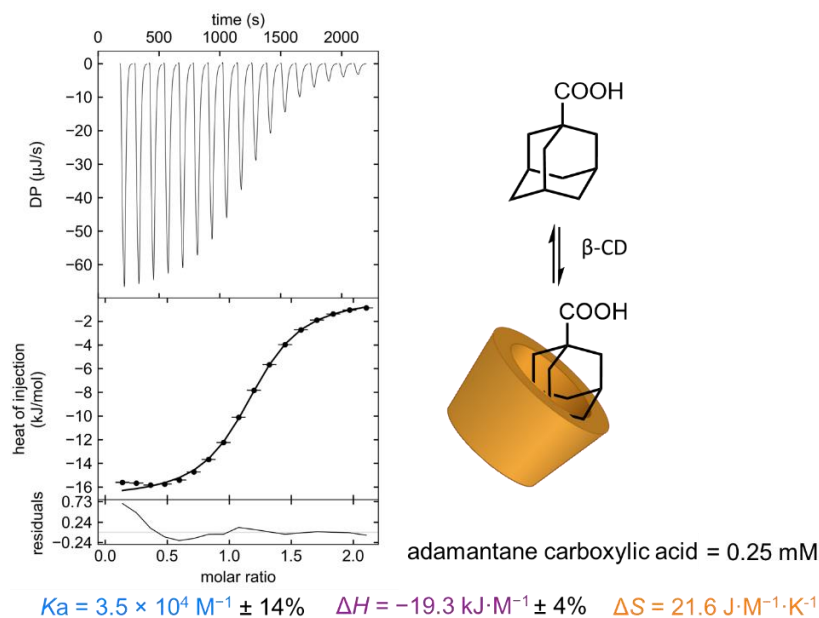 time (s)
0 500 1000 1500 2000
DP (μJ/s)
0
−10
−20
−30
−40
−50
−60
heat of injection
(kJ/mol)
−2
−4
−6
−8
−10
−12
−14
−16
residuals
0.73
0.24
−0.24
0.0 0.5 1.0 1.5 2.0
molar ratio
COOH
β-CD
COOH
adamantane carboxylic acid = 0.25 mM
Ka = 3.5 × 10⁴ M⁻¹ ± 14% ΔH = −19.3 kJ·M⁻¹ ± 4% ΔS = 21.6 J·M⁻¹·K⁻¹